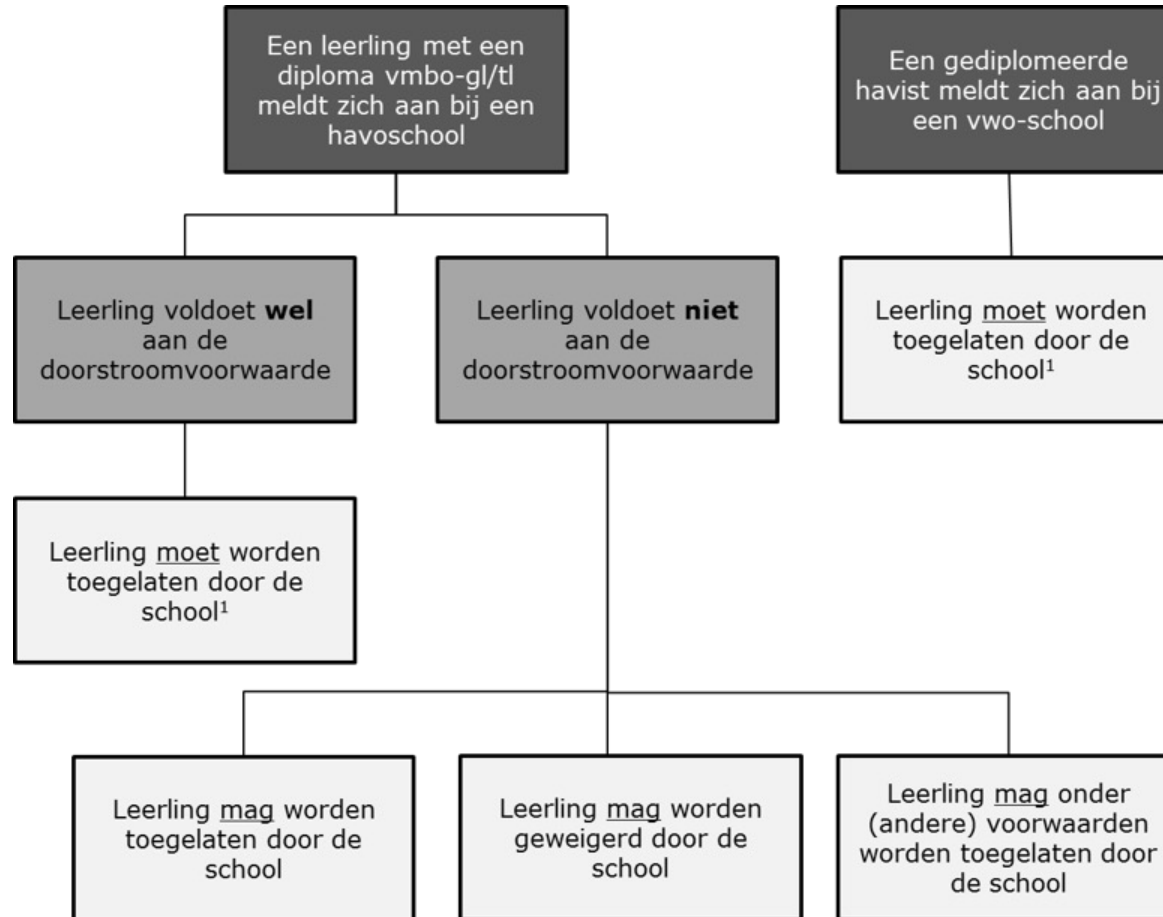 Een leerling met een
diploma vmbo-gl/tl
meldt zich aan bij een
havoschool
Een gediplomeerde
havist meldt zich aan bij
een vwo-school
Leerling voldoet wel
aan de
doorstroomvoorwaarde
Leerling voldoet niet
aan de
doorstroomvoorwaarde
Leerling moet worden
toegelaten door de
school¹
Leerling moet worden
toegelaten door de
school¹
Leerling mag worden
toegelaten door de
school
Leerling mag worden
geweigerd door de
school
Leerling mag onder
(andere) voorwaarden
worden toegelaten door
de school